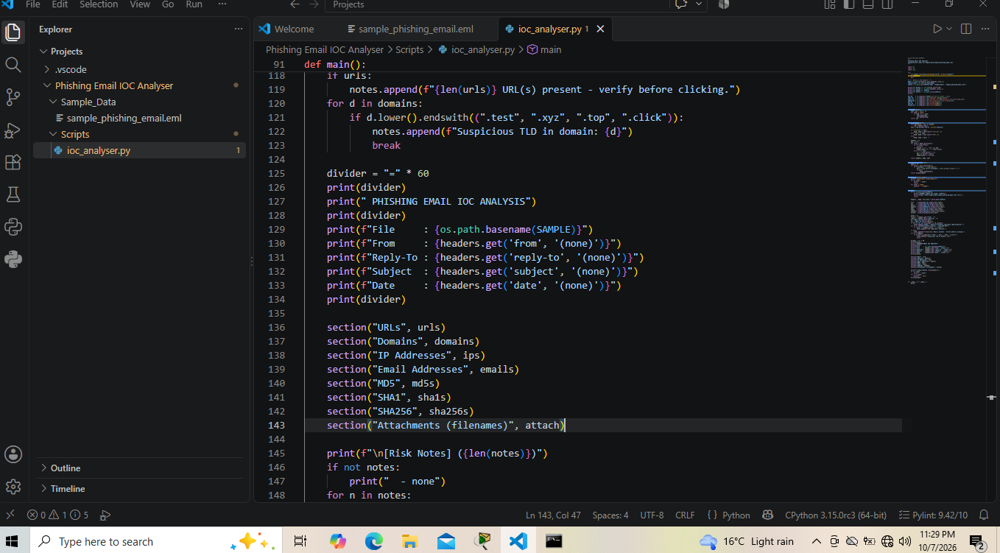 File Edit Selection View Go Run ··· Projects
Explorer ···
Projects
.vscode
Phishing Email IOC Analyser
Sample_Data
sample_phishing_email.eml
Scripts
ioc_analyser.py 1
Outline
Timeline
Welcome sample_phishing_email.eml ioc_analyser.py 1
Phishing Email IOC Analyser > Scripts > ioc_analyser.py > main
91 def main():
118     if urls:
119         notes.append(f"{len(urls)} URL(s) present - verify before clicking.")
120     for d in domains:
121         if d.lower().endswith((".test", ".xyz", ".top", ".click")):
122             notes.append(f"Suspicious TLD in domain: {d}")
123             break
124
125     divider = "=" * 60
126     print(divider)
127     print(" PHISHING EMAIL IOC ANALYSIS")
128     print(divider)
129     print(f"File     : {os.path.basename(SAMPLE)}")
130     print(f"From     : {headers.get('from', '(none)')}")
131     print(f"Reply-To : {headers.get('reply-to', '(none)')}")
132     print(f"Subject  : {headers.get('subject', '(none)')}")
133     print(f"Date     : {headers.get('date', '(none)')}")
134     print(divider)
135
136     section("URLs", urls)
137     section("Domains", domains)
138     section("IP Addresses", ips)
139     section("Email Addresses", emails)
140     section("MD5", md5s)
141     section("SHA1", sha1s)
142     section("SHA256", sha256s)
143     section("Attachments (filenames)", attach)
144
145     print(f"\n[Risk Notes] ({len(notes)})")
146     if not notes:
147         print("  - none")
148     for n in notes:
0 1 5 Ln 143, Col 47 Spaces: 4 UTF-8 CRLF {} Python CPython 3.15.0rc3 (64-bit) Pylint: 9.42/10
Type here to search 16°C Light rain 11:29 PM
10/7/2026 2